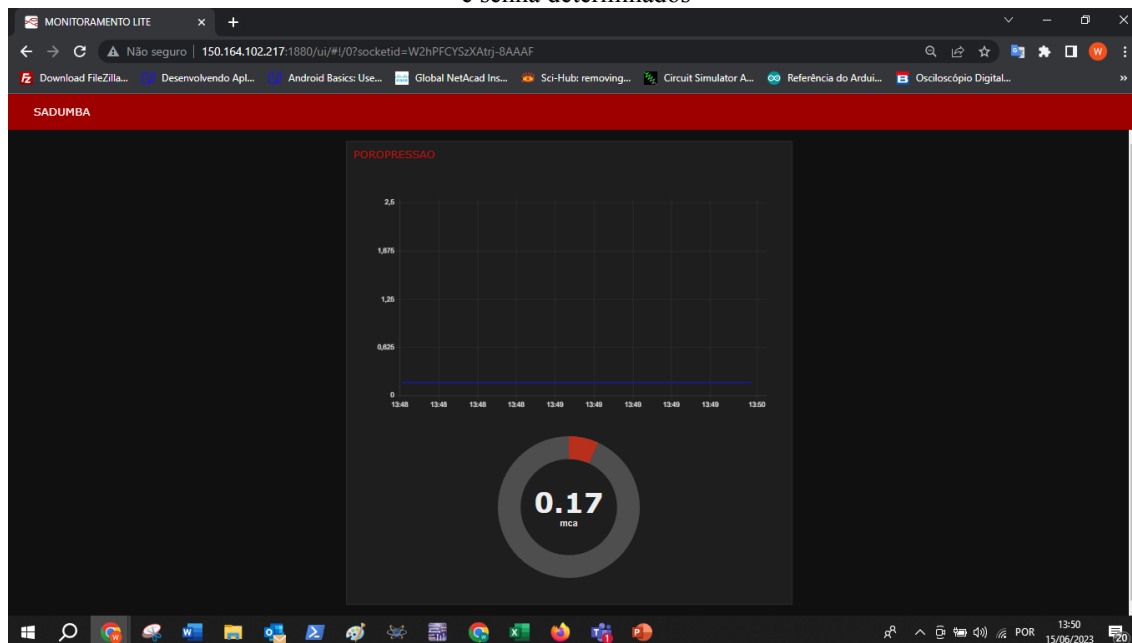 e senha determinados
MONITORAMENTO LITE
Não seguro | 150.164.102.217:1880/ui/#!/0?socketid=W2hPFCYSzXAtrj-8AAAF
Download FileZilla... Desenvolvendo Apl... Android Basics: Use... Global NetAcad Ins... Sci-Hub: removing... Circuit Simulator A... Referência do Ardui... Osciloscópio Digital... »
SADUMBA
POROPRESSAO
2,5
1,875
1,25
0,625
0
13:48 13:48 13:48 13:48 13:49 13:49 13:49 13:49 13:49 13:50
0.17
mca
POR
13:50
15/06/2023
20